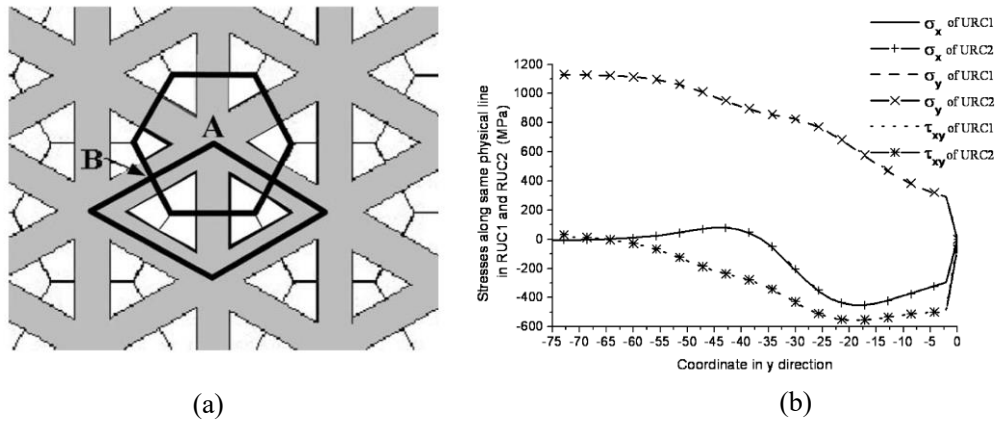 A
B
(a)
σx of URC1
σx of URC2
σy of URC1
σy of URC2
τxy of URC1
τxy of URC2
Stresses along same physical line
in RUC1 and RUC2 (MPa)
1200
1000
800
600
400
200
0
-200
-400
-600
-75 -70 -65 -60 -55 -50 -45 -40 -35 -30 -25 -20 -15 -10 -5 0
Coordinate in y direction
(b)